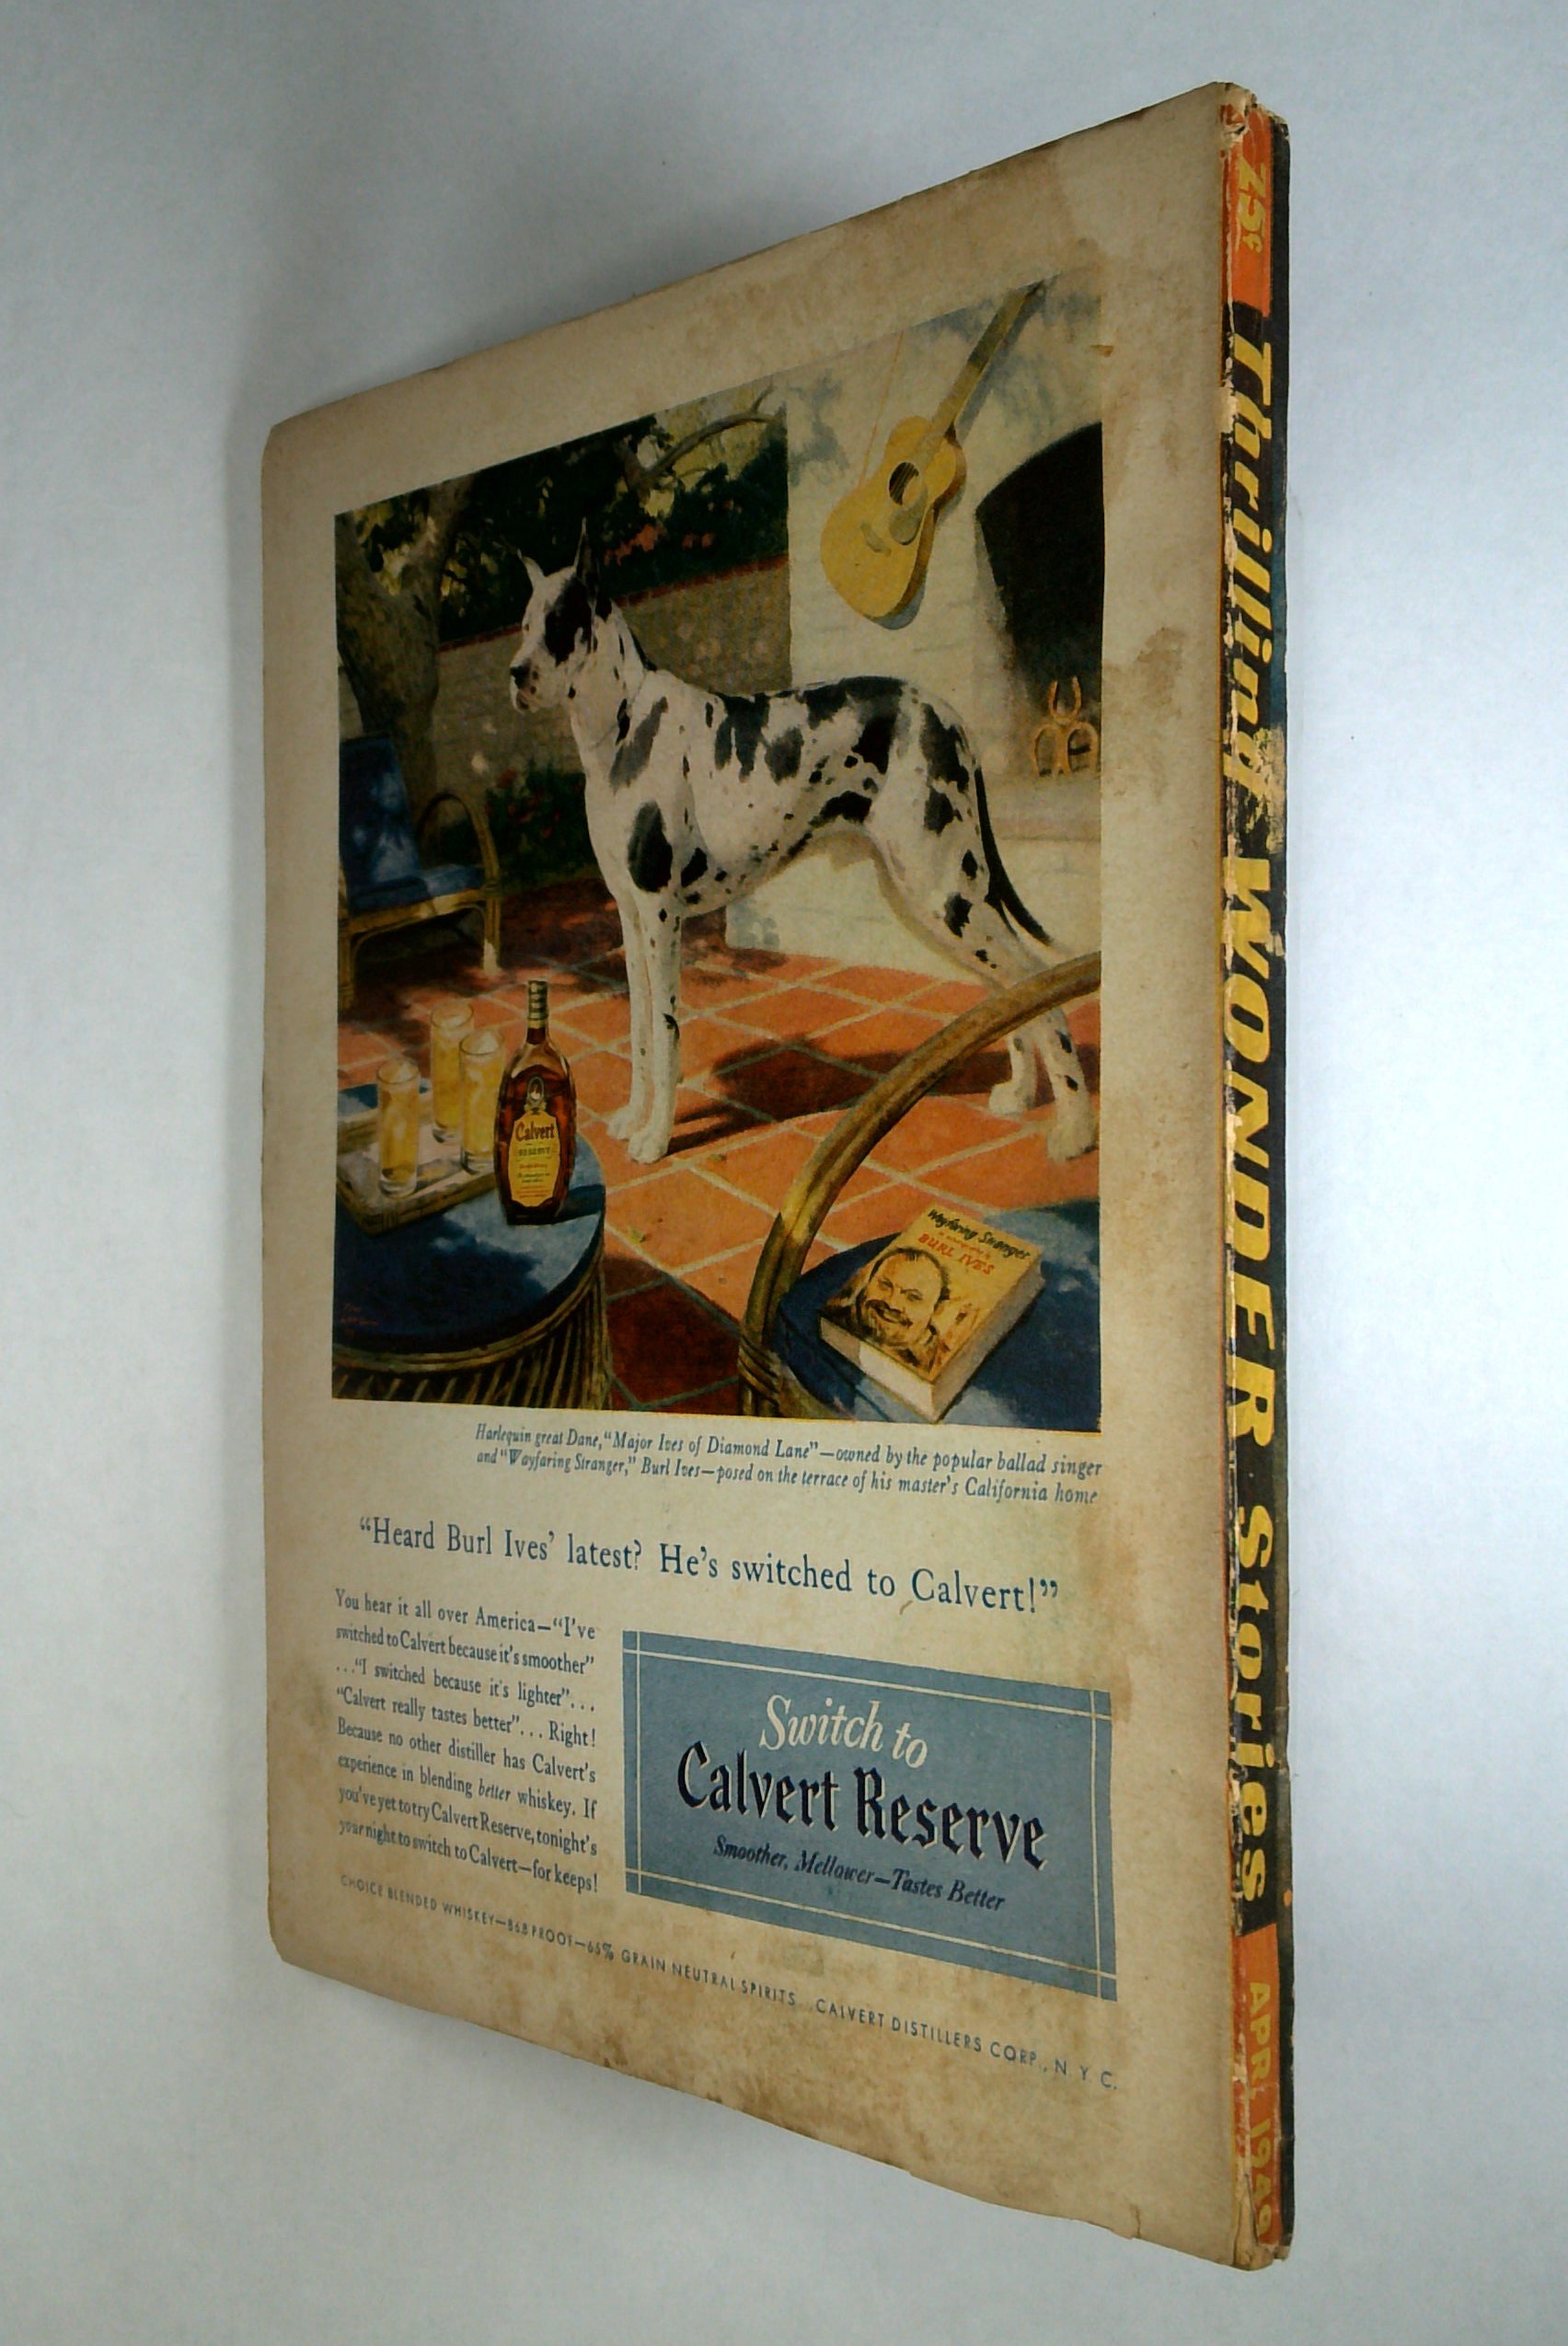 25¢ Thrilling WONDER Stories APRIL 1949
Calvert
RESERVE
Wayfaring Stranger
BURL IVES
Harlequin great Dane, “Major Ives of Diamond Lane”—owned by the popular ballad singer
and “Wayfaring Stranger,” Burl Ives—posed on the terrace of his master's California home
“Heard Burl Ives’ latest? He’s switched to Calvert!”
You hear it all over America—“I’ve
switched to Calvert because it’s smoother”
...“I switched because it’s lighter”...
“Calvert really tastes better”... Right!
Because no other distiller has Calvert’s
experience in blending better whiskey. If
you’ve yet to try Calvert Reserve, tonight’s
your night to switch to Calvert—for keeps!
Switch to
Calvert Reserve
Smoother, Mellower—Tastes Better
CHOICE BLENDED WHISKEY—86.8 PROOF—65% GRAIN NEUTRAL SPIRITS CALVERT DISTILLERS CORP., N. Y. C.